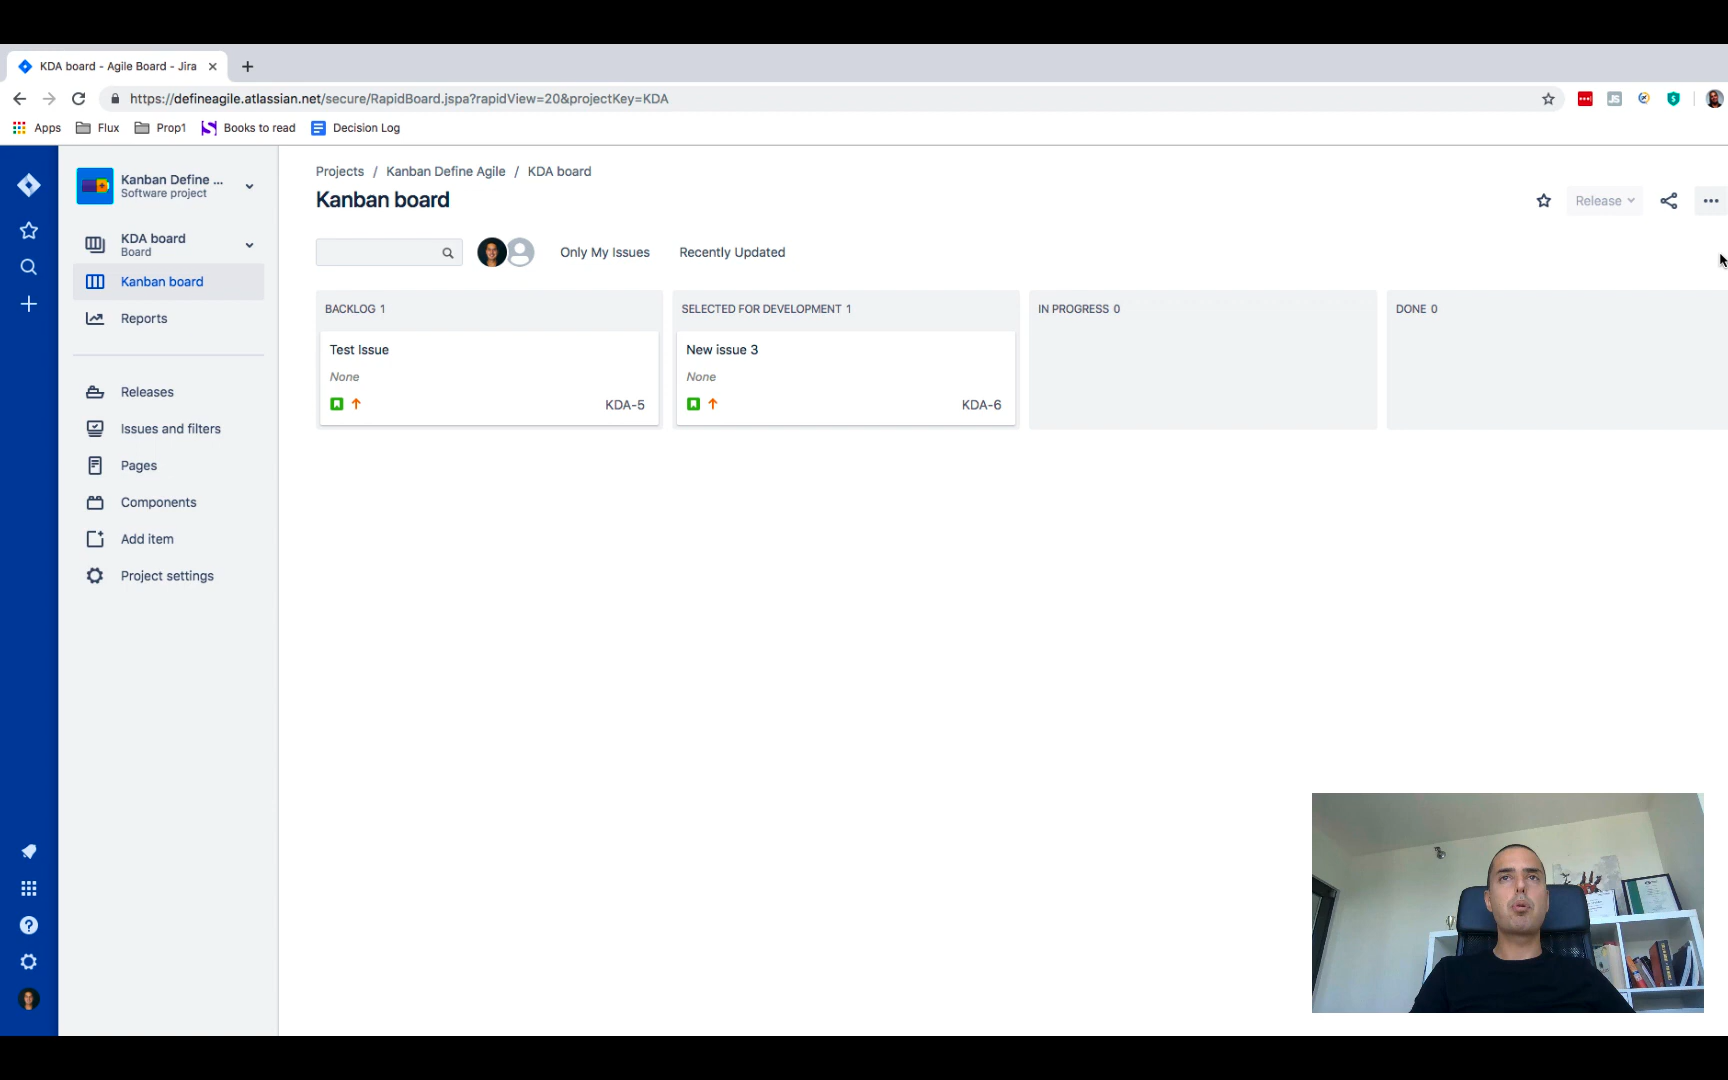 KDA board - Agile Board - Jira
https://defineagile.atlassian.net/secure/RapidBoard.jspa?rapidView=20&projectKey=KDA
Apps Flux Prop1 Books to read Decision Log
Kanban Define ...
Software project
KDA board
Board
Kanban board
Reports
Releases
Issues and filters
Pages
Components
Add item
Project settings
Projects / Kanban Define Agile / KDA board
Kanban board
Release
Only My Issues Recently Updated
BACKLOG 1
Test Issue
None
KDA-5
SELECTED FOR DEVELOPMENT 1
New issue 3
None
KDA-6
IN PROGRESS 0
DONE 0